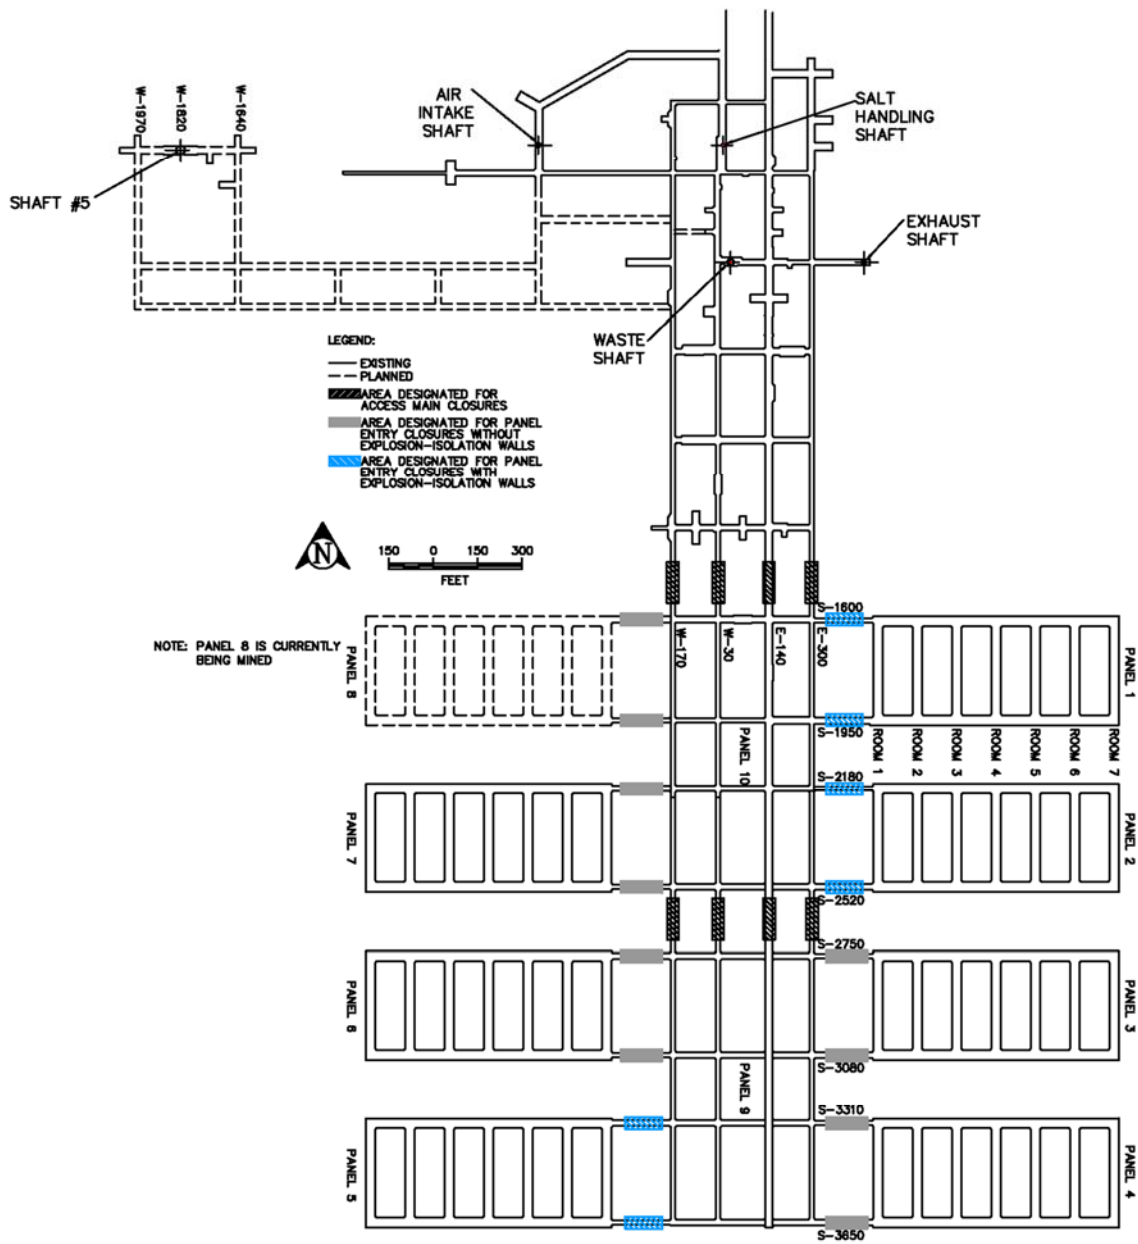 W-1970
W-1820
W-1640
AIR
INTAKE
SHAFT
SALT
HANDLING
SHAFT
SHAFT #5
EXHAUST
SHAFT
WASTE
SHAFT
LEGEND:
EXISTING
PLANNED
AREA DESIGNATED FOR
ACCESS MAIN CLOSURES
AREA DESIGNATED FOR PANEL
ENTRY CLOSURES WITHOUT
EXPLOSION-ISOLATION WALLS
AREA DESIGNATED FOR PANEL
ENTRY CLOSURES WITH
EXPLOSION-ISOLATION WALLS
N
150 0 150 300
FEET
NOTE: PANEL 8 IS CURRENTLY
BEING MINED
S-1600
W-170
W-30
E-140
E-300
PANEL 8
PANEL 1
S-1950
PANEL 10
ROOM 1
ROOM 2
ROOM 3
ROOM 4
ROOM 5
ROOM 6
ROOM 7
S-2180
PANEL 7
PANEL 2
S-2520
S-2750
PANEL 6
PANEL 3
S-3080
PANEL 9
S-3310
PANEL 5
PANEL 4
S-3650